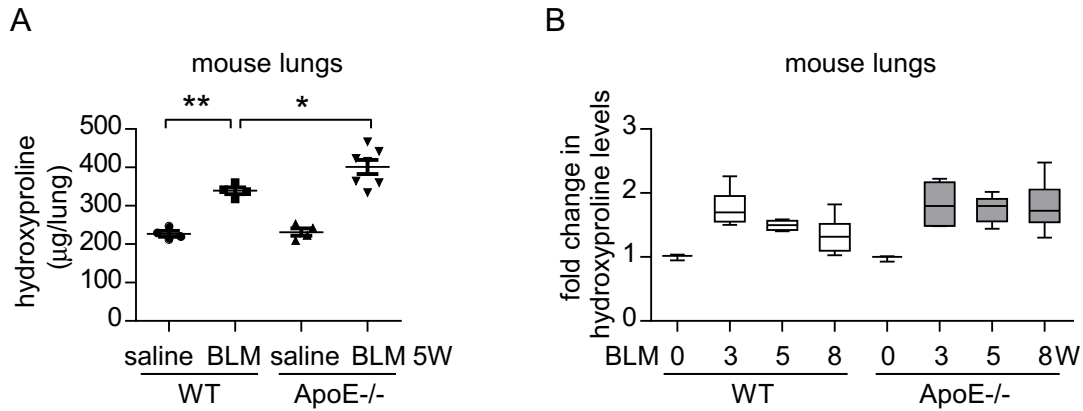 A
mouse lungs
**
*
hydroxyproline
(µg/lung)
500
400
300
200
100
0
saline BLM saline BLM 5W
WT ApoE-/-
B
mouse lungs
fold change in
hydroxyproline levels
3
2
1
0
BLM 0 3 5 8 0 3 5 8W
WT ApoE-/-